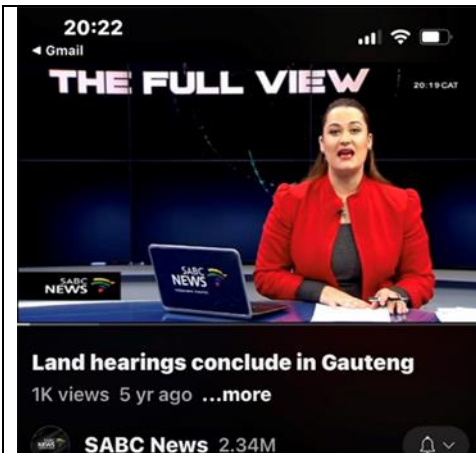 20:22
◀ Gmail
THE FULL VIEW
20:19 CAT
SABC
NEWS
SABC
NEWS
Land hearings conclude in Gauteng
1K views 5 yr ago ...more
SABC News 2.34M